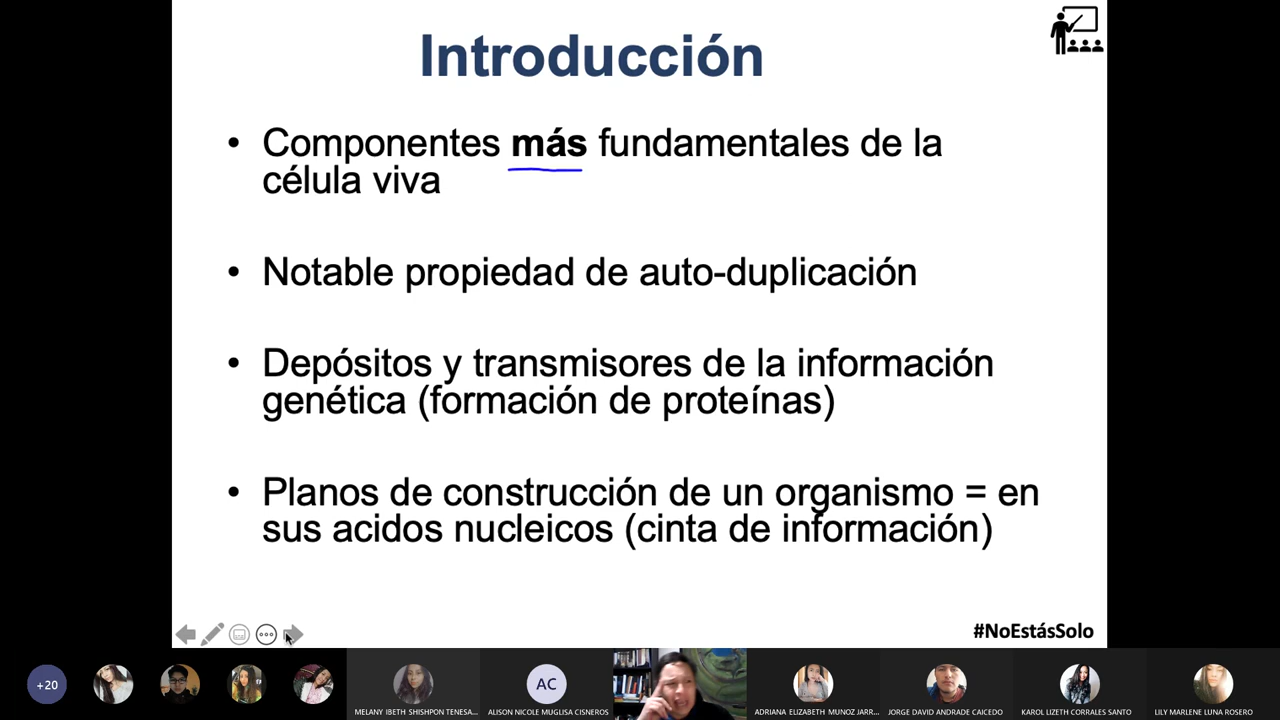 Introducción
• Componentes más fundamentales de la
célula viva
• Notable propiedad de auto-duplicación
• Depósitos y transmisores de la información
genética (formación de proteínas)
• Planos de construcción de un organismo = en
sus acidos nucleicos (cinta de información)
#NoEstásSolo
+20
AC
MELANY IBETH SHISHPON TENESA...
ALISON NICOLE MUGLISA CISNEROS
ADRIANA ELIZABETH MUNOZ JARR...
JORGE DAVID ANDRADE CAICEDO
KAROL LIZETH CORRALES SANTO
LILY MARLENE LUNA ROSERO